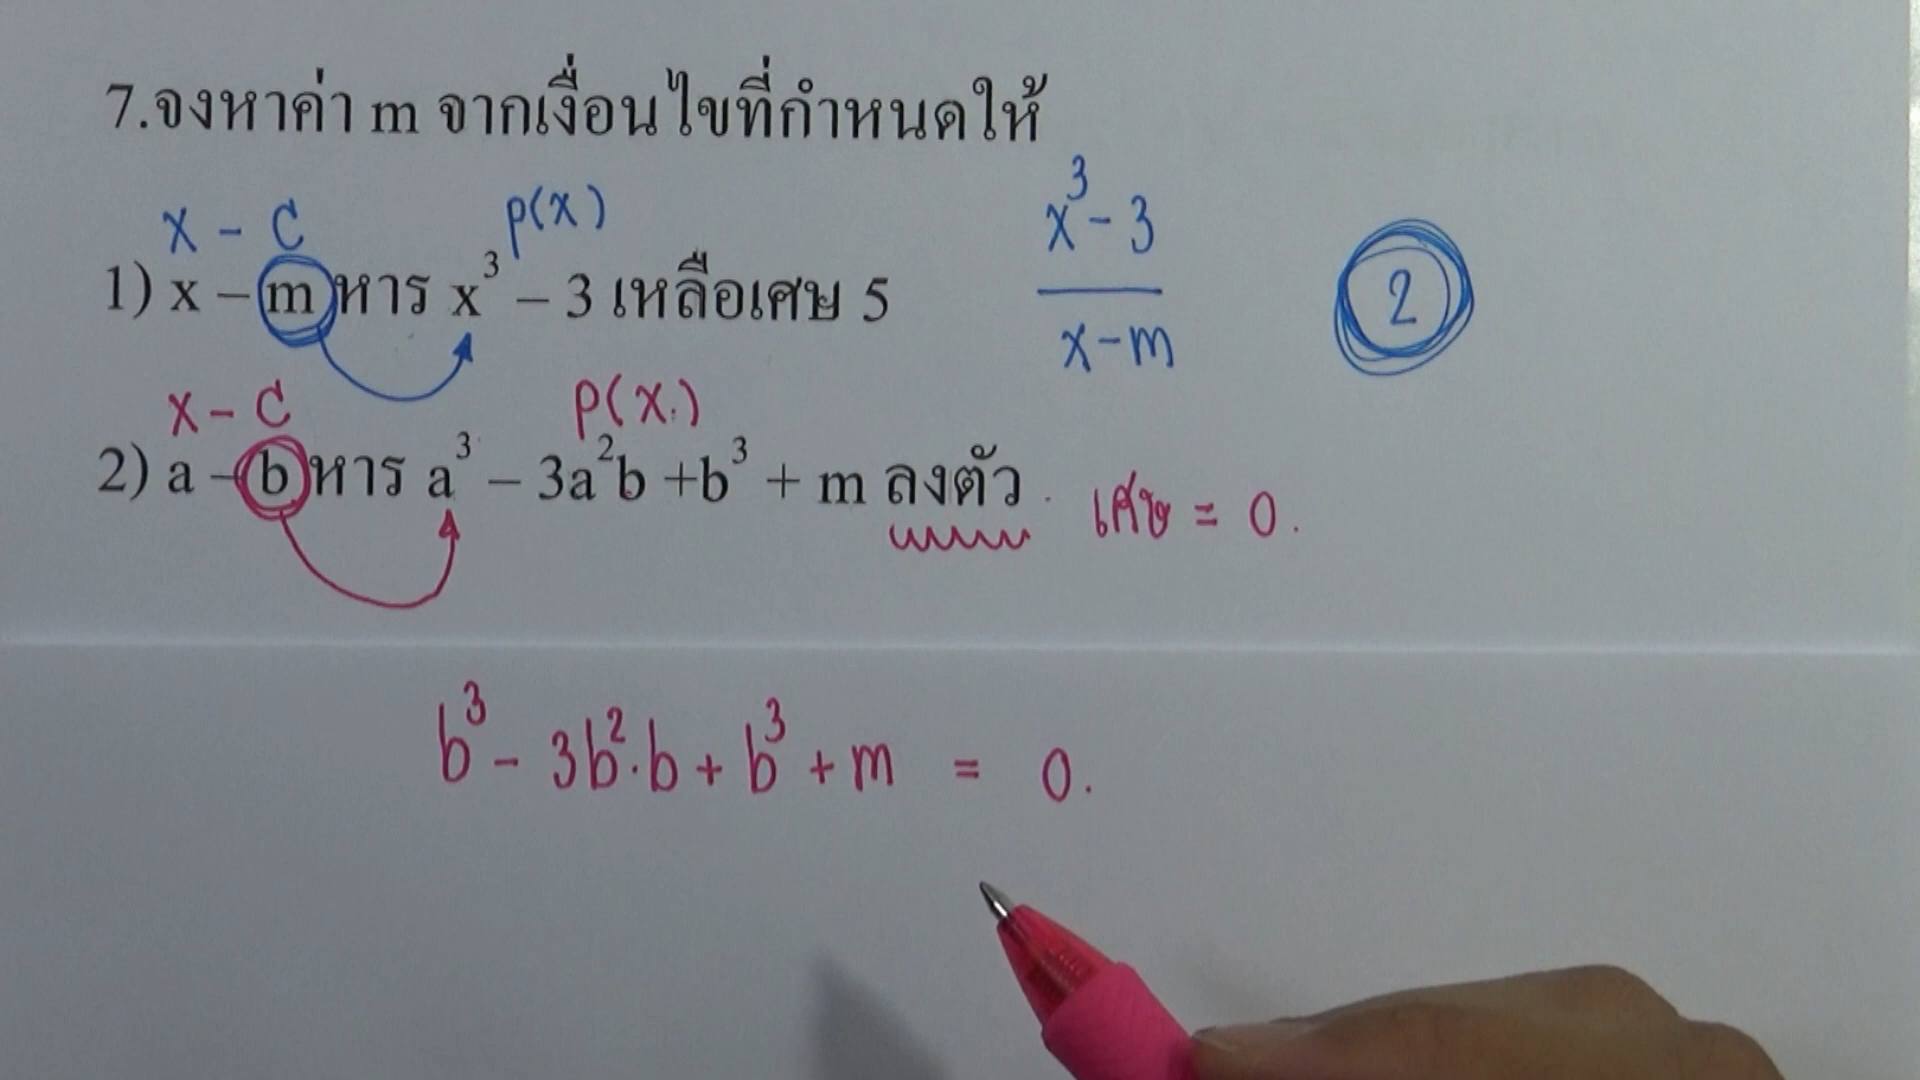 7.จงหาค่า m จากเงื่อนไขที่กำหนดให้
x - c p(x)
1) x – m หาร x³ – 3 เหลือเศษ 5
x³ - 3
x - m
2
x - c p(x)
2) a – b หาร a³ – 3a²b +b³ + m ลงตัว เศษ = 0.
b³ - 3b²·b + b³ + m = 0.